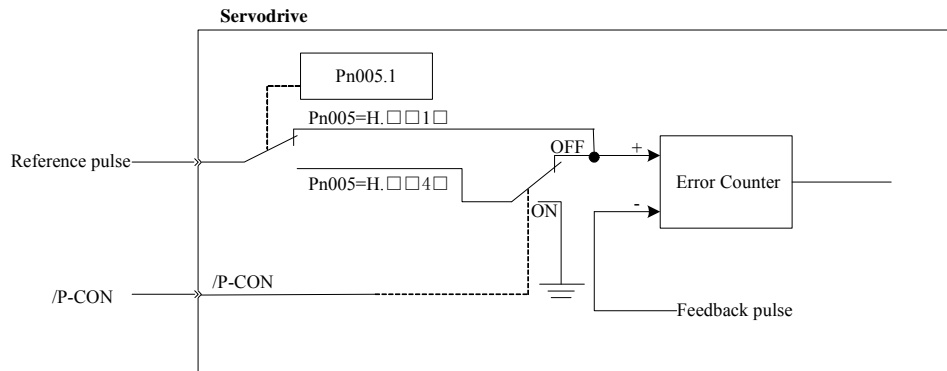 Servodrive
Pn005.1
Pn005=H.□□1□
Reference pulse
OFF
+
Error Counter
Pn005=H.□□4□
ON
-
/P-CON
/P-CON
Feedback pulse